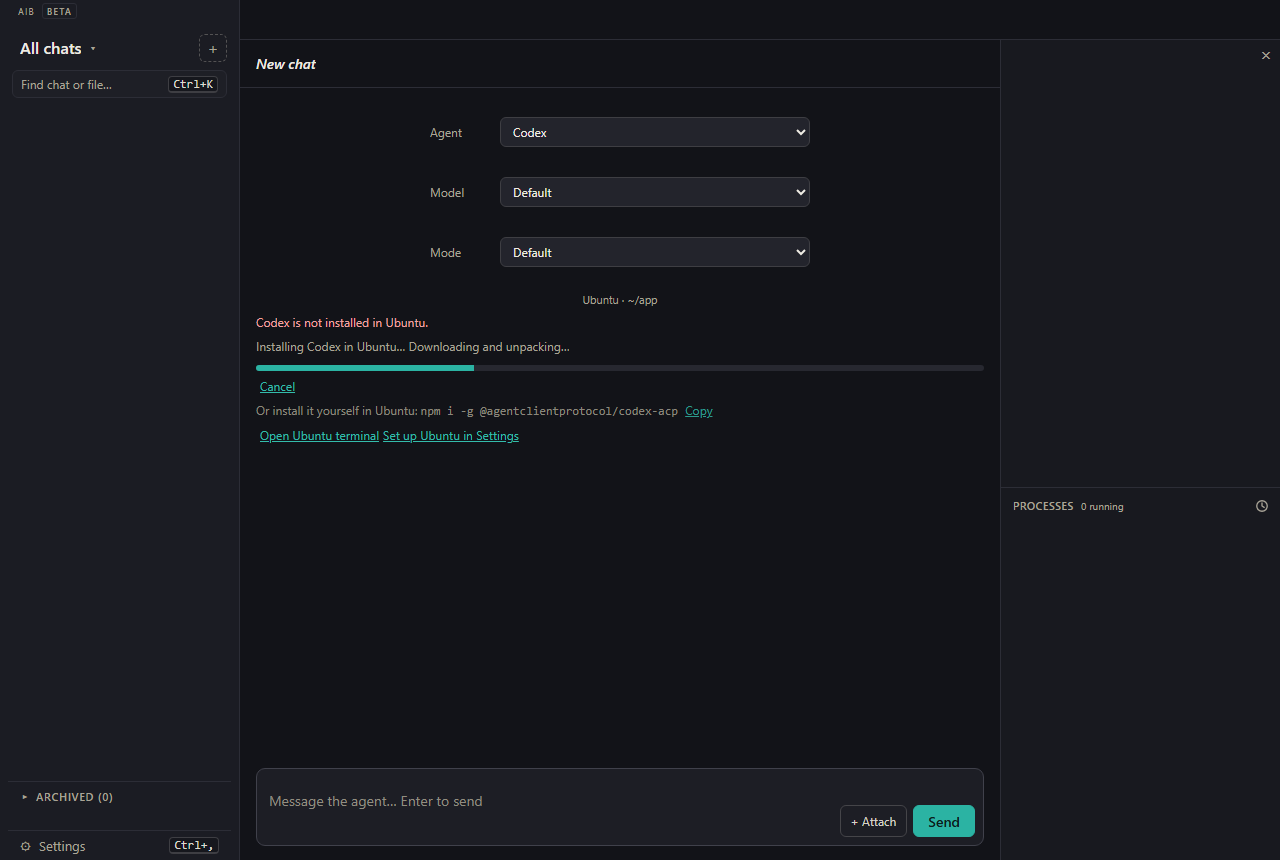 AIB BETA
All chats ▾
+
Find chat or file... Ctrl+K
▸ ARCHIVED (0)
⚙ Settings Ctrl+,
New chat
Agent Codex
Model Default
Mode Default
Ubuntu · ~/app
Codex is not installed in Ubuntu.
Installing Codex in Ubuntu... Downloading and unpacking...
Cancel
Or install it yourself in Ubuntu: npm i -g @agentclientprotocol/codex-acp Copy
Open Ubuntu terminal Set up Ubuntu in Settings
Message the agent... Enter to send
+ Attach Send
×
PROCESSES 0 running